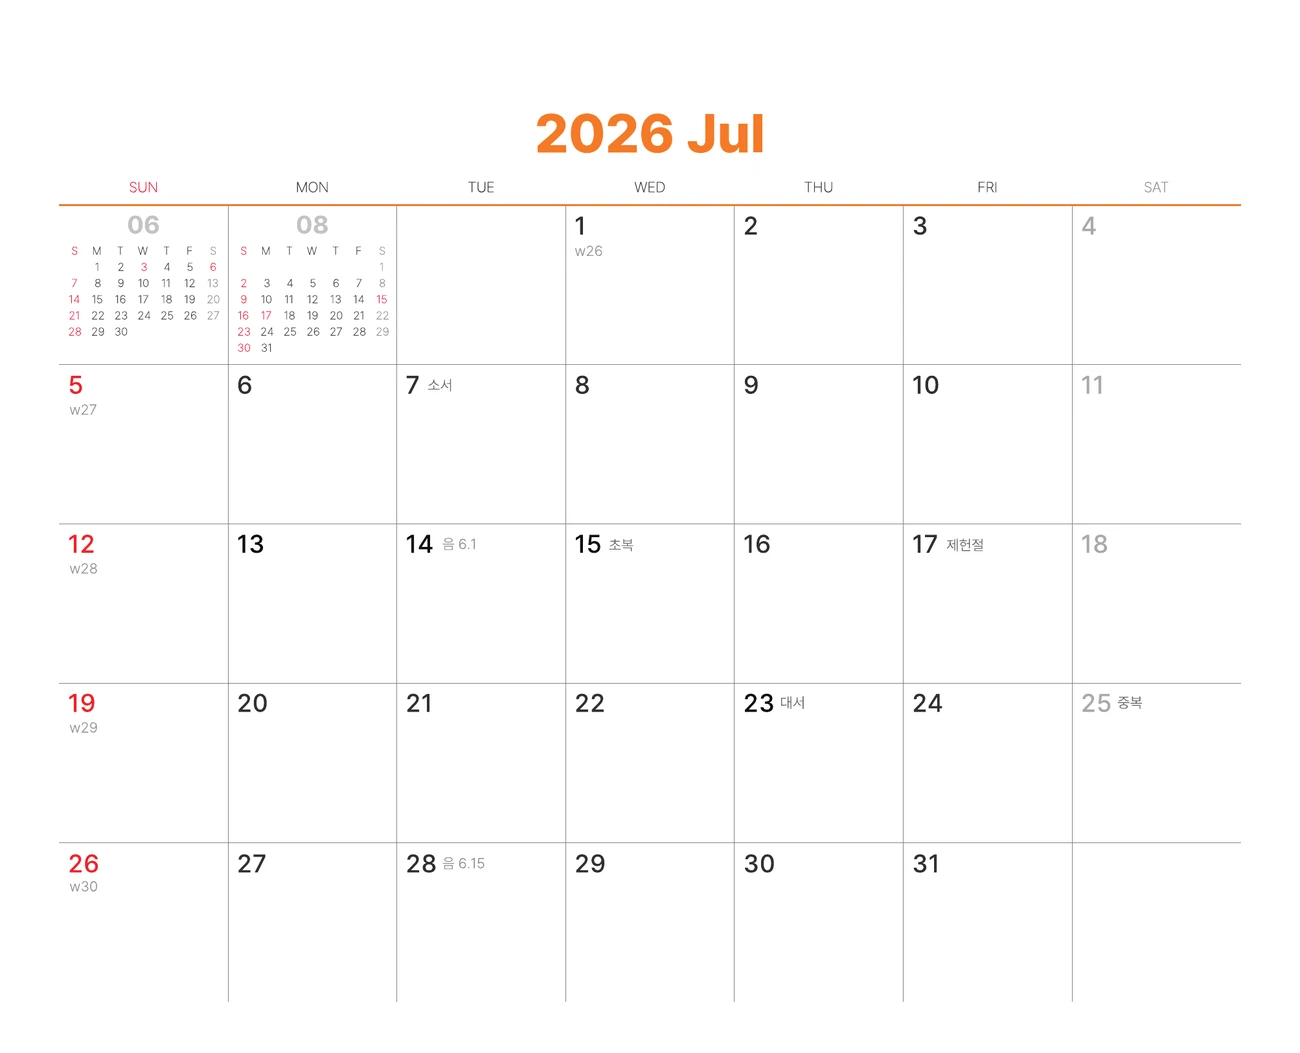 2026 Jul
SUN MON TUE WED THU FRI SAT
06
S M T W T F S
1 2 3 4 5 6
7 8 9 10 11 12 13
14 15 16 17 18 19 20
21 22 23 24 25 26 27
28 29 30
08
S M T W T F S
1
2 3 4 5 6 7 8
9 10 11 12 13 14 15
16 17 18 19 20 21 22
23 24 25 26 27 28 29
30 31
1 2 3 4
w26
5 6 7 소서 8 9 10 11
w27
12 13 14 음 6.1 15 초복 16 17 제헌절 18
w28
19 20 21 22 23 대서 24 25 중복
w29
26 27 28 음 6.15 29 30 31
w30